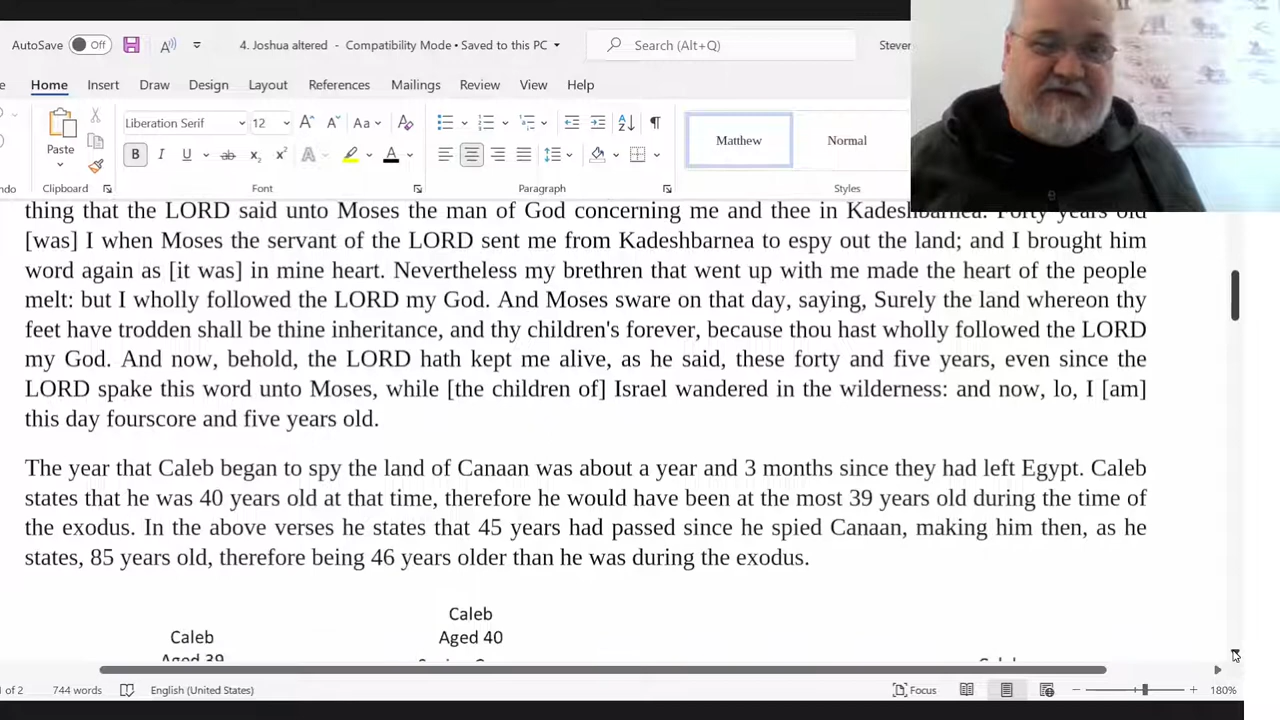 AutoSave Off 4. Joshua altered - Compatibility Mode • Saved to this PC Search (Alt+Q) Steven
Home Insert Draw Design Layout References Mailings Review View Help
Paste Liberation Serif 12 Aa Matthew Normal
Clipboard Font Paragraph Styles
thing that the LORD said unto Moses the man of God concerning me and thee in Kadeshbarnea. Forty years old
[was] I when Moses the servant of the LORD sent me from Kadeshbarnea to espy out the land; and I brought him
word again as [it was] in mine heart. Nevertheless my brethren that went up with me made the heart of the people
melt: but I wholly followed the LORD my God. And Moses sware on that day, saying, Surely the land whereon thy
feet have trodden shall be thine inheritance, and thy children's forever, because thou hast wholly followed the LORD
my God. And now, behold, the LORD hath kept me alive, as he said, these forty and five years, even since the
LORD spake this word unto Moses, while [the children of] Israel wandered in the wilderness: and now, lo, I [am]
this day fourscore and five years old.
The year that Caleb began to spy the land of Canaan was about a year and 3 months since they had left Egypt. Caleb
states that he was 40 years old at that time, therefore he would have been at the most 39 years old during the time of
the exodus. In the above verses he states that 45 years had passed since he spied Canaan, making him then, as he
states, 85 years old, therefore being 46 years older than he was during the exodus.
Caleb
Aged 40
Caleb
Aged 39
Caleb
1 of 2 744 words English (United States) Focus 180%